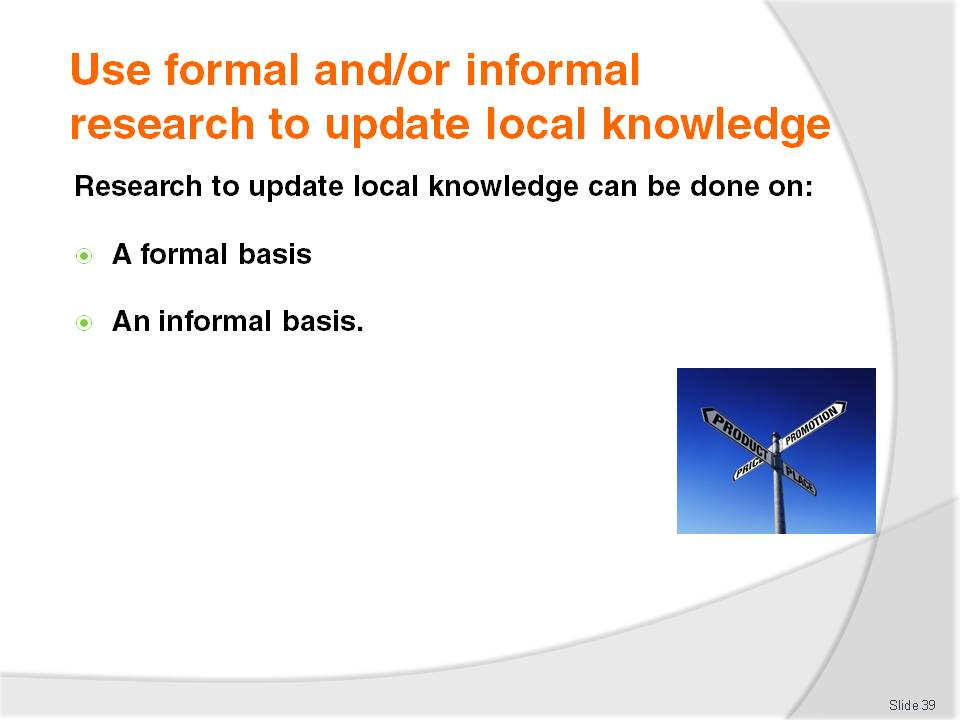 Use formal and/or informal
research to update local knowledge
Research to update local knowledge can be done on:
A formal basis
An informal basis.
PRODUCT
PROMOTION
PRICE
PLACE
Slide 39